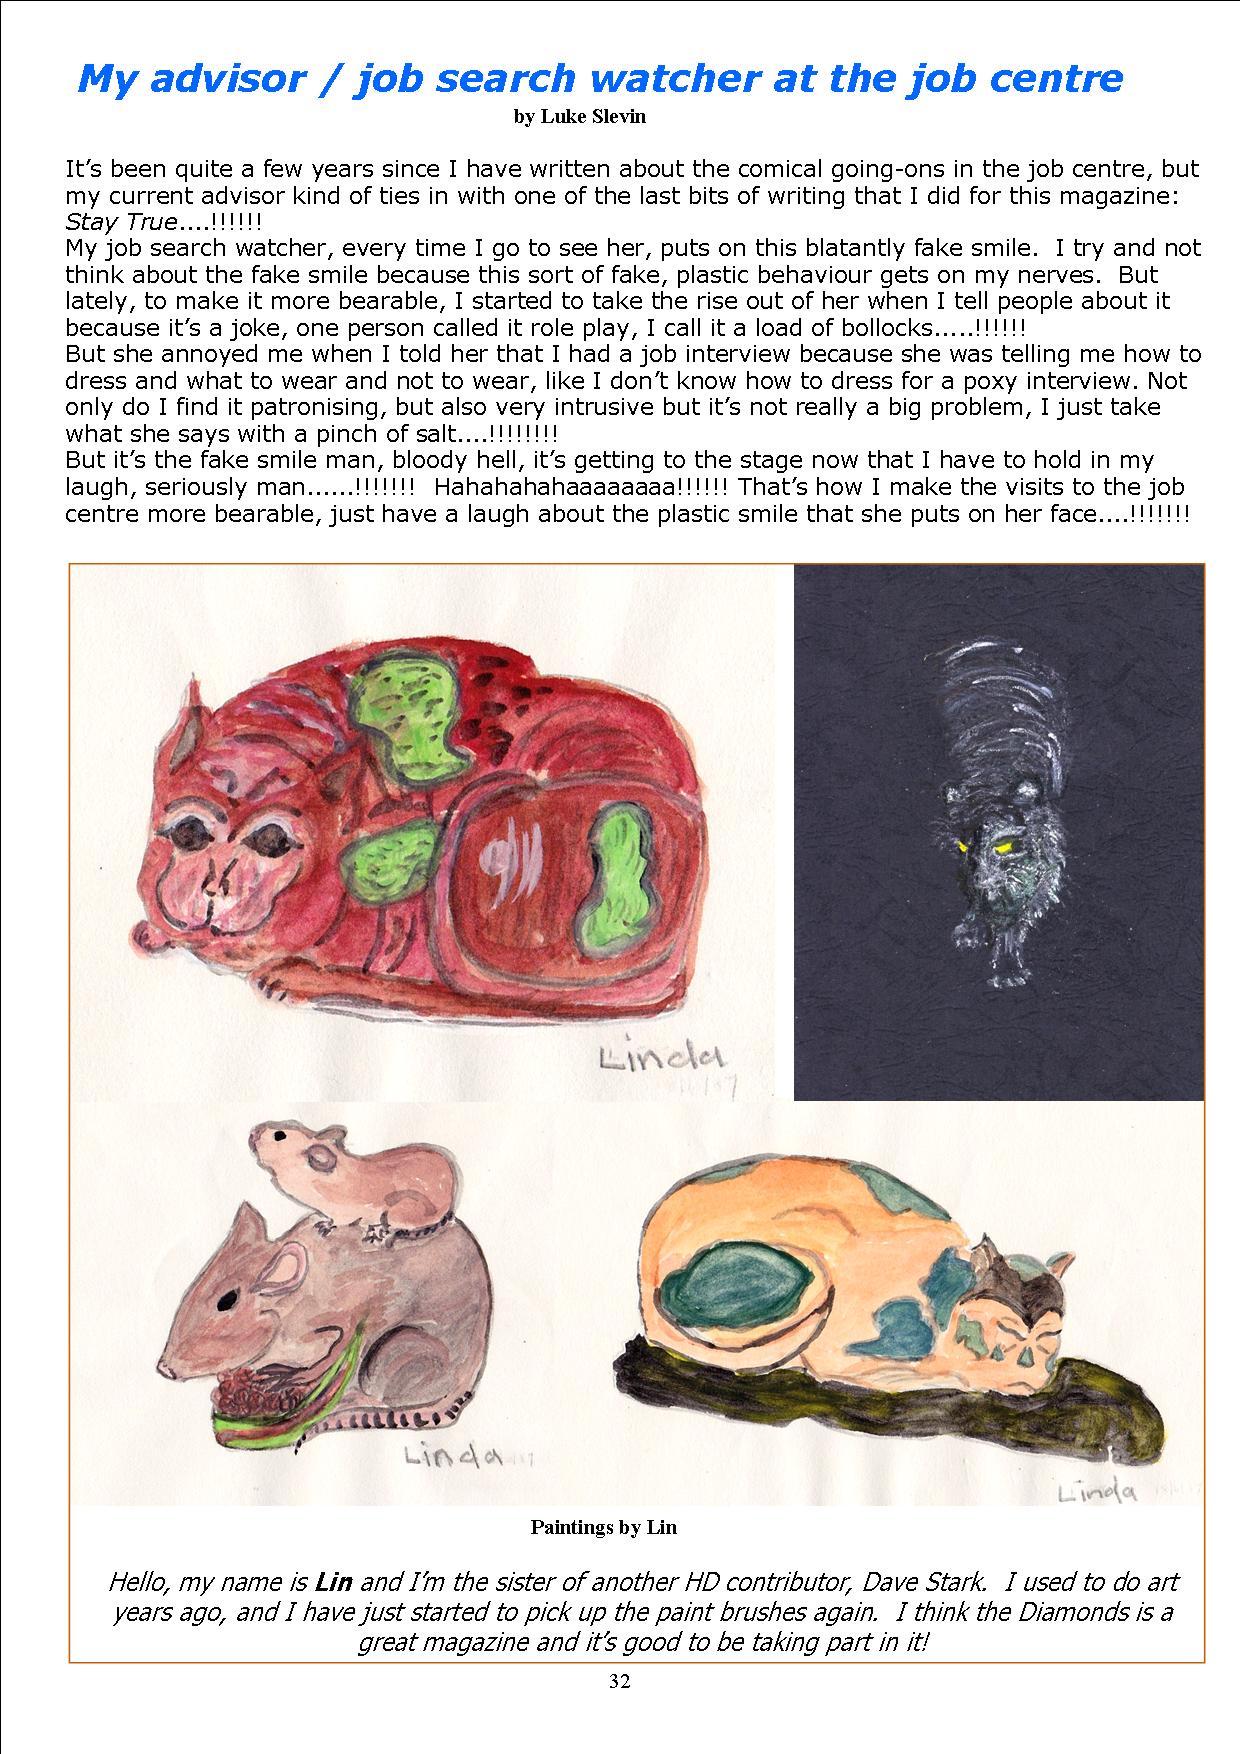 My advisor / job search watcher at the job centre
by Luke Slevin
It's been quite a few years since I have written about the comical going-ons in the job centre, but
my current advisor kind of ties in with one of the last bits of writing that I did for this magazine:
Stay True....!!!!!!
My job search watcher, every time I go to see her, puts on this blatantly fake smile.  I try and not
think about the fake smile because this sort of fake, plastic behaviour gets on my nerves.  But
lately, to make it more bearable, I started to take the rise out of her when I tell people about it
because it's a joke, one person called it role play, I call it a load of bollocks.....!!!!!!
But she annoyed me when I told her that I had a job interview because she was telling me how to
dress and what to wear and not to wear, like I don't know how to dress for a poxy interview. Not
only do I find it patronising, but also very intrusive but it's not really a big problem, I just take
what she says with a pinch of salt....!!!!!!!!
But it's the fake smile man, bloody hell, it's getting to the stage now that I have to hold in my
laugh, seriously man......!!!!!!!  Hahahahahaaaaaaaa!!!!!! That's how I make the visits to the job
centre more bearable, just have a laugh about the plastic smile that she puts on her face....!!!!!!!
Linda
Linda
Linda
Paintings by Lin
Hello, my name is Lin and I'm the sister of another HD contributor, Dave Stark.  I used to do art
years ago, and I have just started to pick up the paint brushes again.  I think the Diamonds is a
great magazine and it's good to be taking part in it!
32